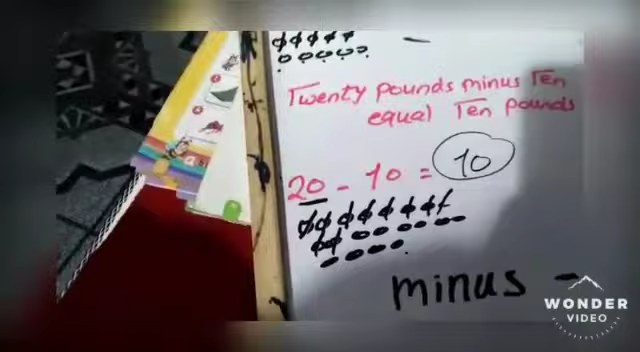 Twenty pounds minus Ten
equal Ten pounds
20 - 10 = 10
minus -
WONDER
VIDEO